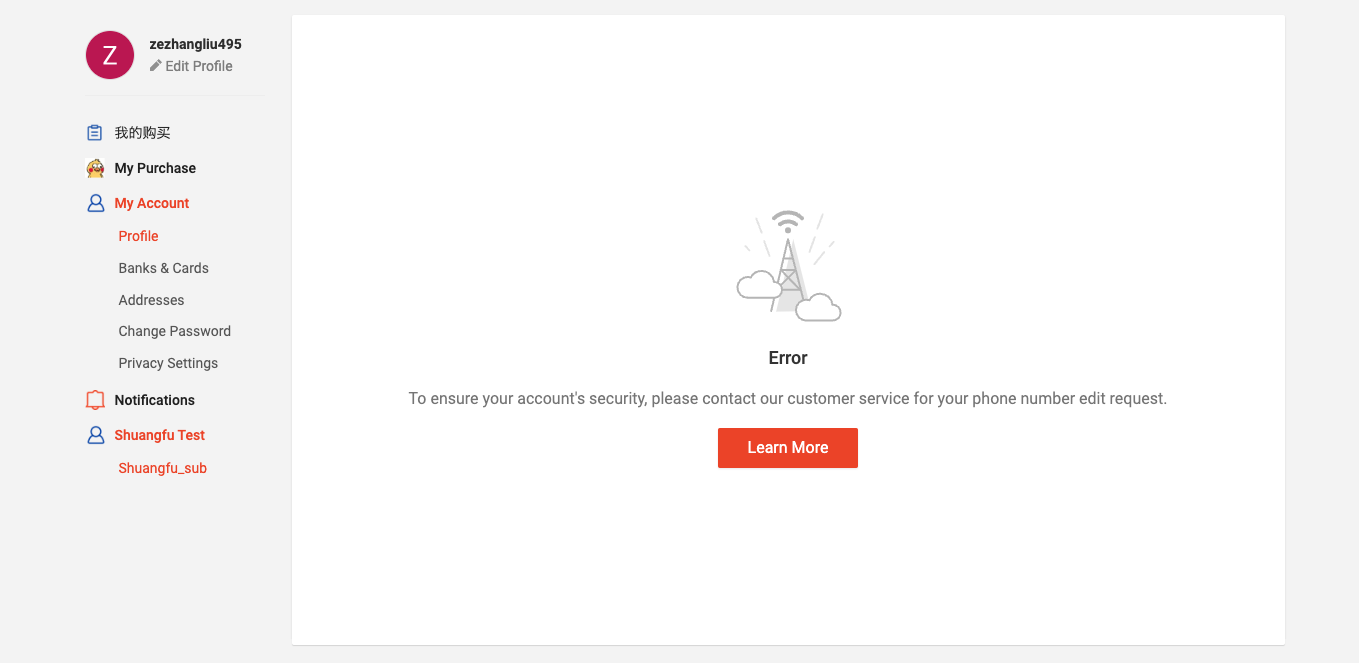 Z
zezhangliu495
Edit Profile
我的购买
My Purchase
My Account
Profile
Banks & Cards
Addresses
Change Password
Privacy Settings
Notifications
Shuangfu Test
Shuangfu_sub
Error
To ensure your account's security, please contact our customer service for your phone number edit request.
Learn More